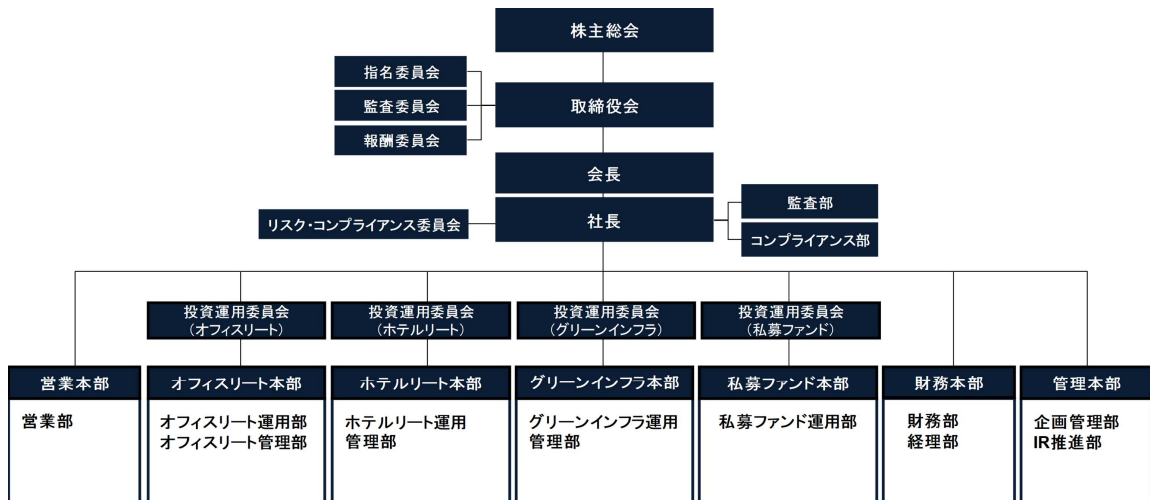 株主総会
指名委員会
監査委員会
報酬委員会
取締役会
会長
社長
リスク・コンプライアンス委員会
監査部
コンプライアンス部
投資運用委員会
(オフィスリート)
投資運用委員会
(ホテルリート)
投資運用委員会
(グリーンインフラ)
投資運用委員会
(私募ファンド)
営業本部
営業部
オフィスリート本部
オフィスリート運用部
オフィスリート管理部
ホテルリート本部
ホテルリート運用
管理部
グリーンインフラ本部
グリーンインフラ運用
管理部
私募ファンド本部
私募ファンド運用部
財務本部
財務部
経理部
管理本部
企画管理部
IR推進部